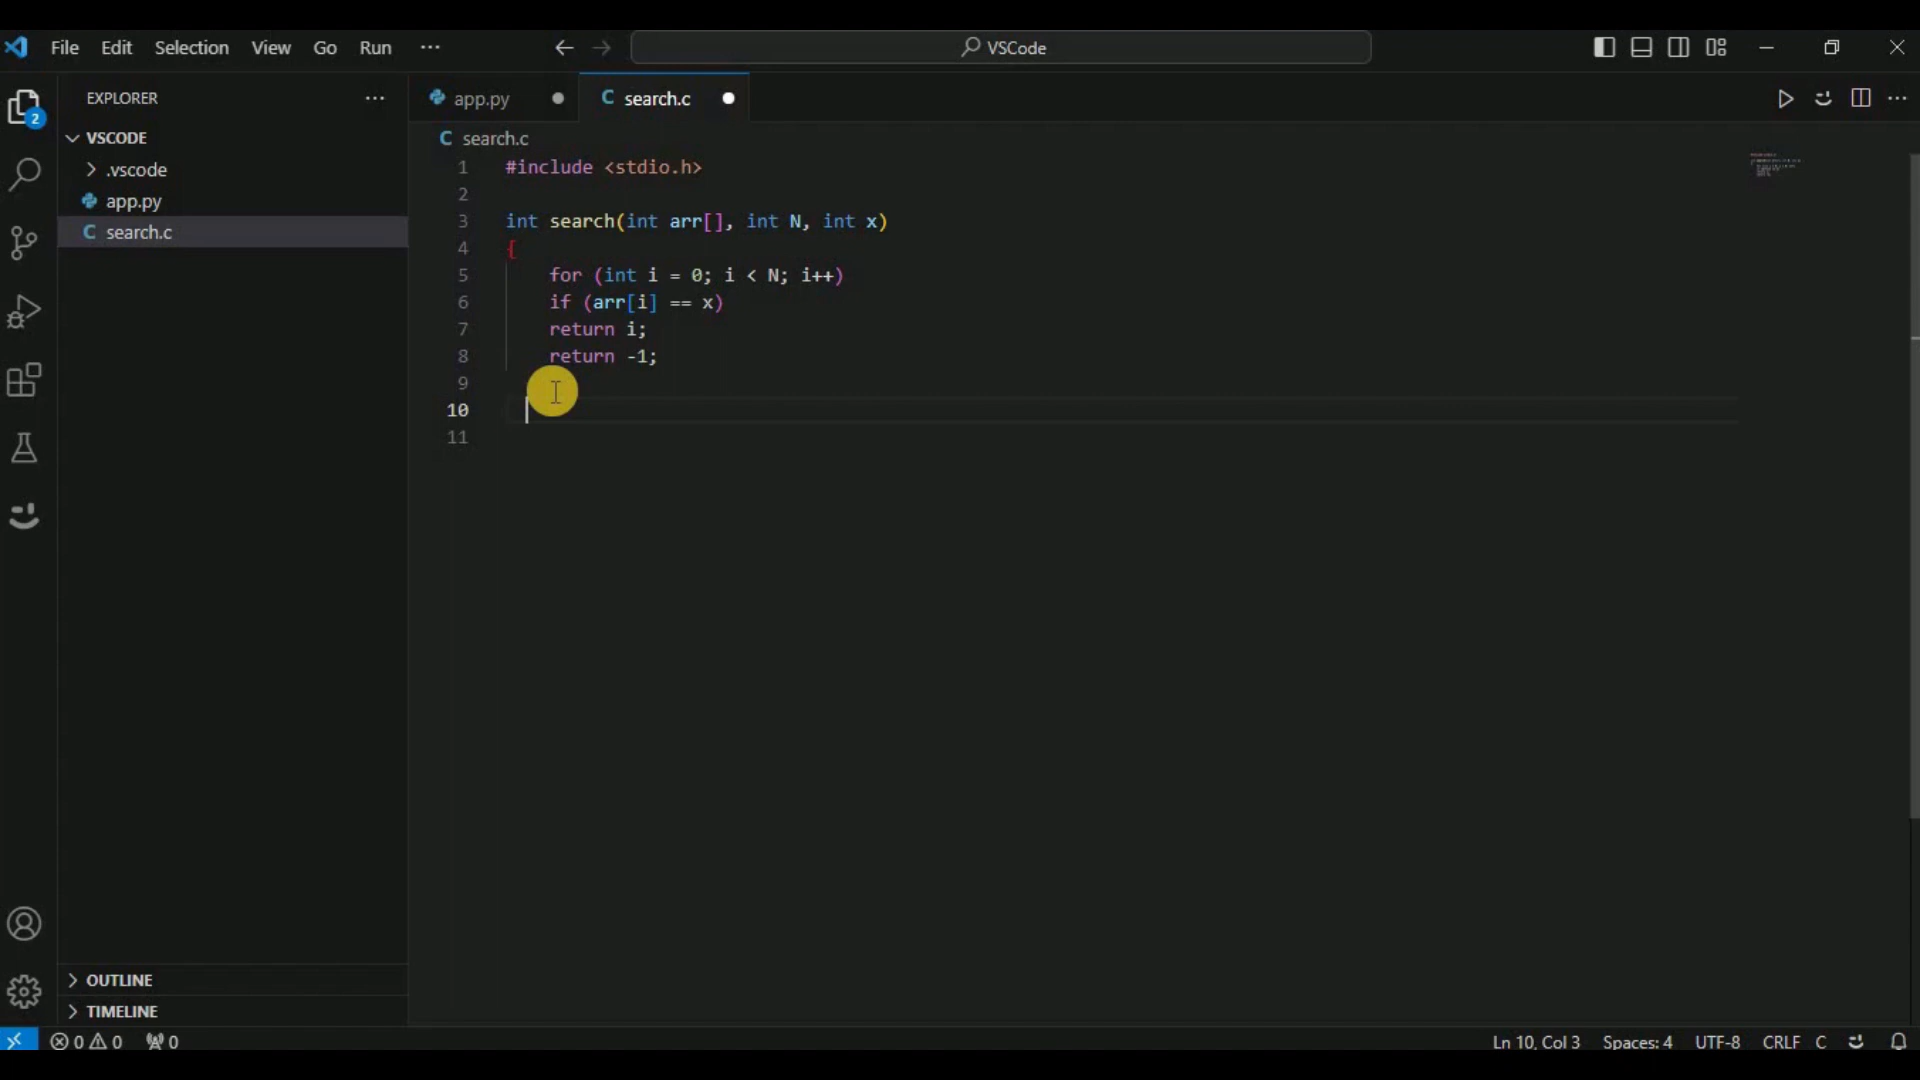 File Edit Selection View Go Run ···
VSCode
EXPLORER ···
VSCODE
.vscode
app.py
search.c
2
app.py
C search.c
C search.c
1 #include <stdio.h>
2
3 int search(int arr[], int N, int x)
4 {
5 for (int i = 0; i < N; i++)
6 if (arr[i] == x)
7 return i;
8 return -1;
9
10
11
OUTLINE
TIMELINE
0 0 0
Ln 10, Col 3 Spaces: 4 UTF-8 CRLF C